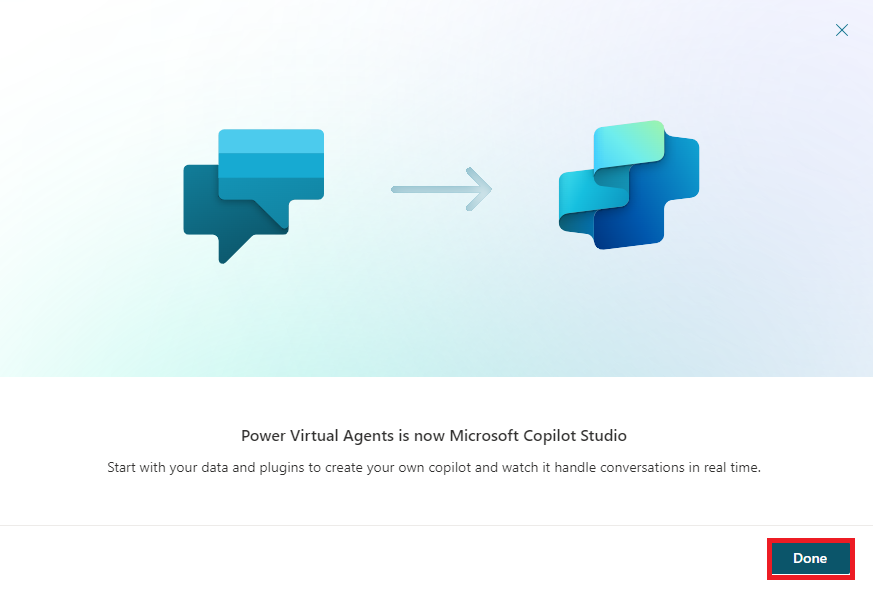 Power Virtual Agents is now Microsoft Copilot Studio
Start with your data and plugins to create your own copilot and watch it handle conversations in real time.
Done